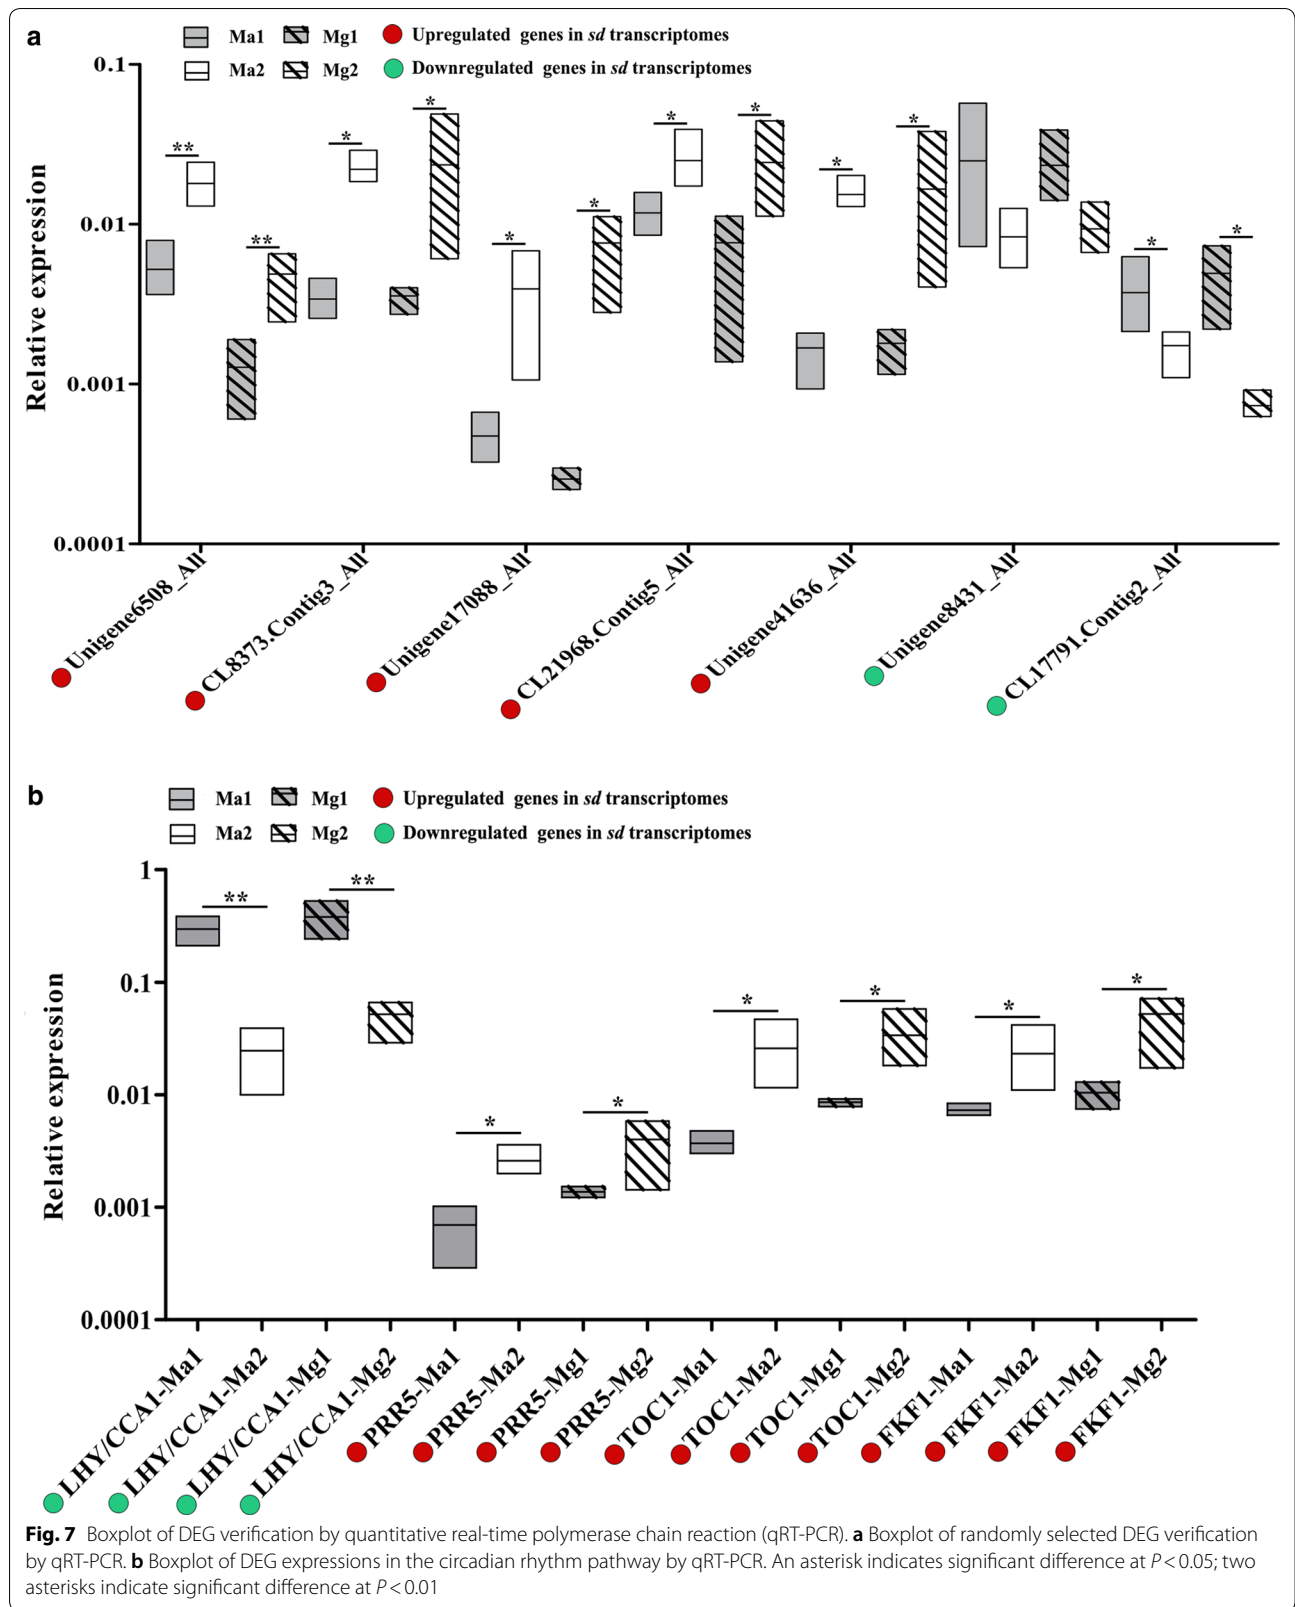 a
Ma1 Mg1 Upregulated genes in sd transcriptomes
Ma2 Mg2 Downregulated genes in sd transcriptomes
0.1
0.01
0.001
0.0001
Relative expression
** ** * * * * * * * * * *
Unigene6508_All
CL8373.Contig3_All
Unigene17088_All
CL21968.Contig5_All
Unigene41636_All
Unigene8431_All
CL17791.Contig2_All
b
Ma1 Mg1 Upregulated genes in sd transcriptomes
Ma2 Mg2 Downregulated genes in sd transcriptomes
1
0.1
0.01
0.001
0.0001
Relative expression
** ** * * * * * *
LHY/CCA1-Ma1
LHY/CCA1-Ma2
LHY/CCA1-Mg1
LHY/CCA1-Mg2
PRR5-Ma1
PRR5-Ma2
PRR5-Mg1
PRR5-Mg2
TOC1-Ma1
TOC1-Ma2
TOC1-Mg1
TOC1-Mg2
FKF1-Ma1
FKF1-Ma2
FKF1-Mg1
FKF1-Mg2
Fig. 7 Boxplot of DEG verification by quantitative real-time polymerase chain reaction (qRT-PCR). a Boxplot of randomly selected DEG verification
by qRT-PCR. b Boxplot of DEG expressions in the circadian rhythm pathway by qRT-PCR. An asterisk indicates significant difference at P < 0.05; two
asterisks indicate significant difference at P < 0.01